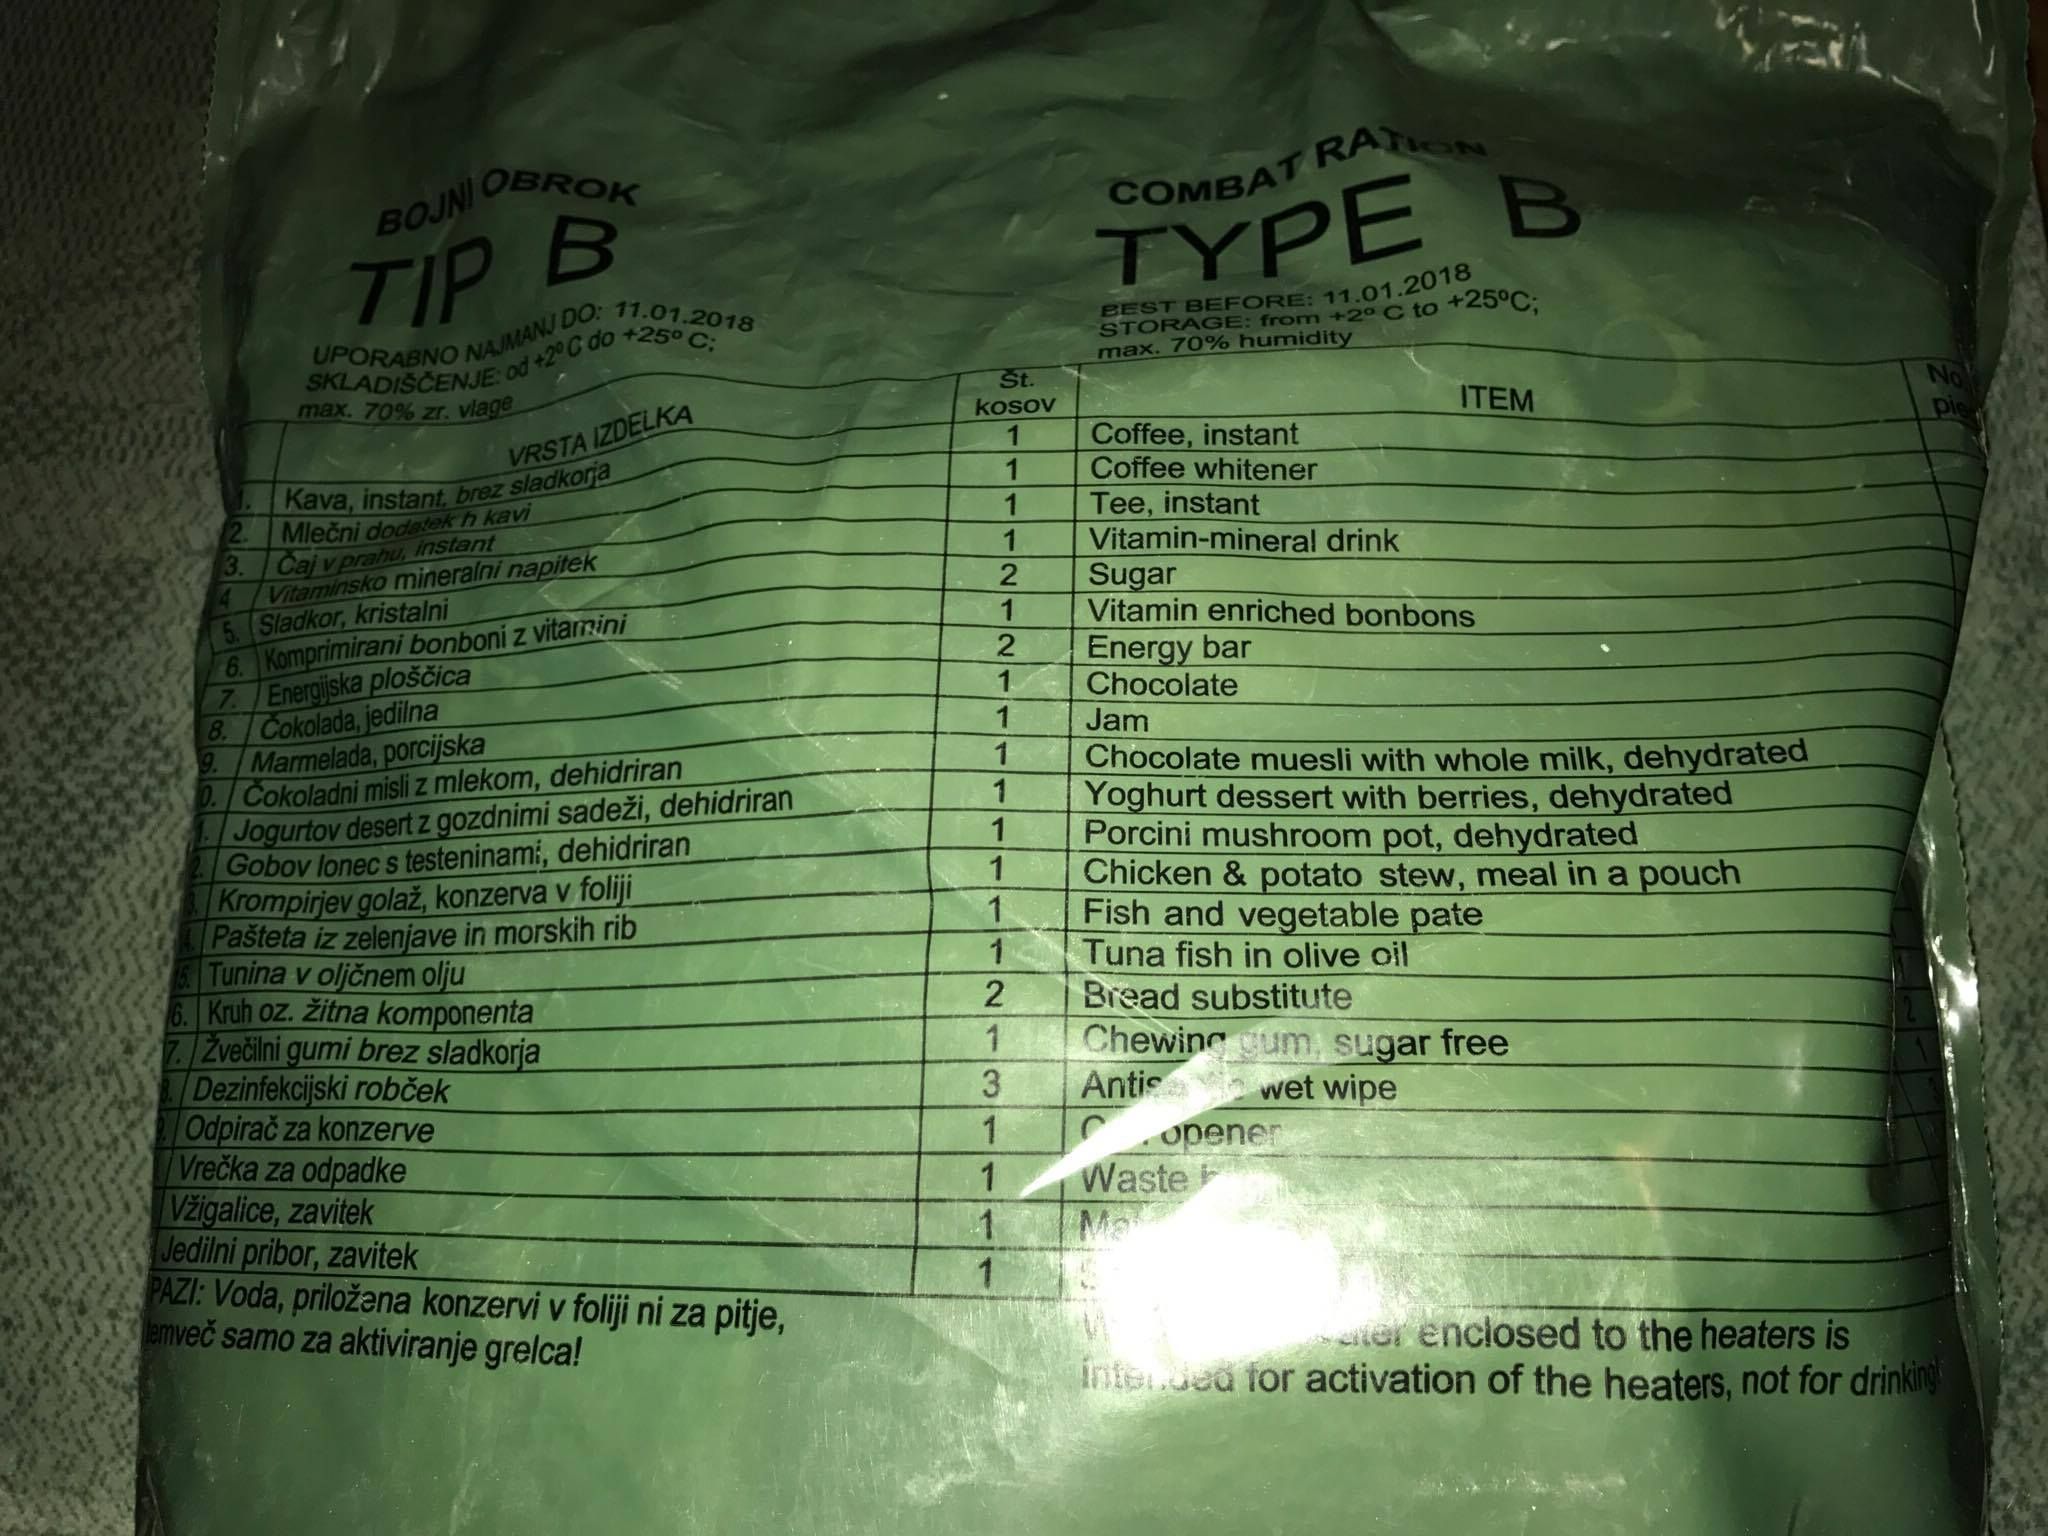 BOJNI OBROK
TIP B
UPORABNO NAJMANJ DO: 11.01.2018
SKLADIŠČENJE: od +2º C do +25º C;
max. 70% zr. vlage
COMBAT RATION
TYPE B
BEST BEFORE: 11.01.2018
STORAGE: from +2º C to +25ºC;
max. 70% humidity
VRSTA IZDELKA Št. kosov ITEM No
1. Kava, instant, brez sladkorja 1 Coffee, instant
2. Mlečni dodatek h kavi 1 Coffee whitener
3. Čaj v prahu, instant 1 Tee, instant
4 Vitaminsko mineralni napitek 1 Vitamin-mineral drink
5. Sladkor, kristalni 2 Sugar
6. Komprimirani bonboni z vitamini 1 Vitamin enriched bonbons
7. Energijska ploščica 2 Energy bar
8. Čokolada, jedilna 1 Chocolate
9. Marmelada, porcijska 1 Jam
0. Čokoladni misli z mlekom, dehidriran 1 Chocolate muesli with whole milk, dehydrated
1. Jogurtov desert z gozdnimi sadeži, dehidriran 1 Yoghurt dessert with berries, dehydrated
2. Gobov lonec s testeninami, dehidriran 1 Porcini mushroom pot, dehydrated
Krompirjev golaž, konzerva v foliji 1 Chicken & potato stew, meal in a pouch
Pašteta iz zelenjave in morskih rib 1 Fish and vegetable pate
5. Tunina v oljčnem olju 1 Tuna fish in olive oil 1
6. Kruh oz. žitna komponenta 2 Bread substitute 2
7. Žvečilni gumi brez sladkorja 1 Chewing gum, sugar free 1
Dezinfekcijski robček 3 wet wipe
Odpirač za konzerve 1 opener
Vrečka za odpadke 1 Waste
Vžigalice, zavitek 1
Jedilni pribor, zavitek 1
PAZI: Voda, priložena konzervi v foliji ni za pitje,
temveč samo za aktiviranje grelca!
enclosed to the heaters is
intended for activation of the heaters, not for drinking!